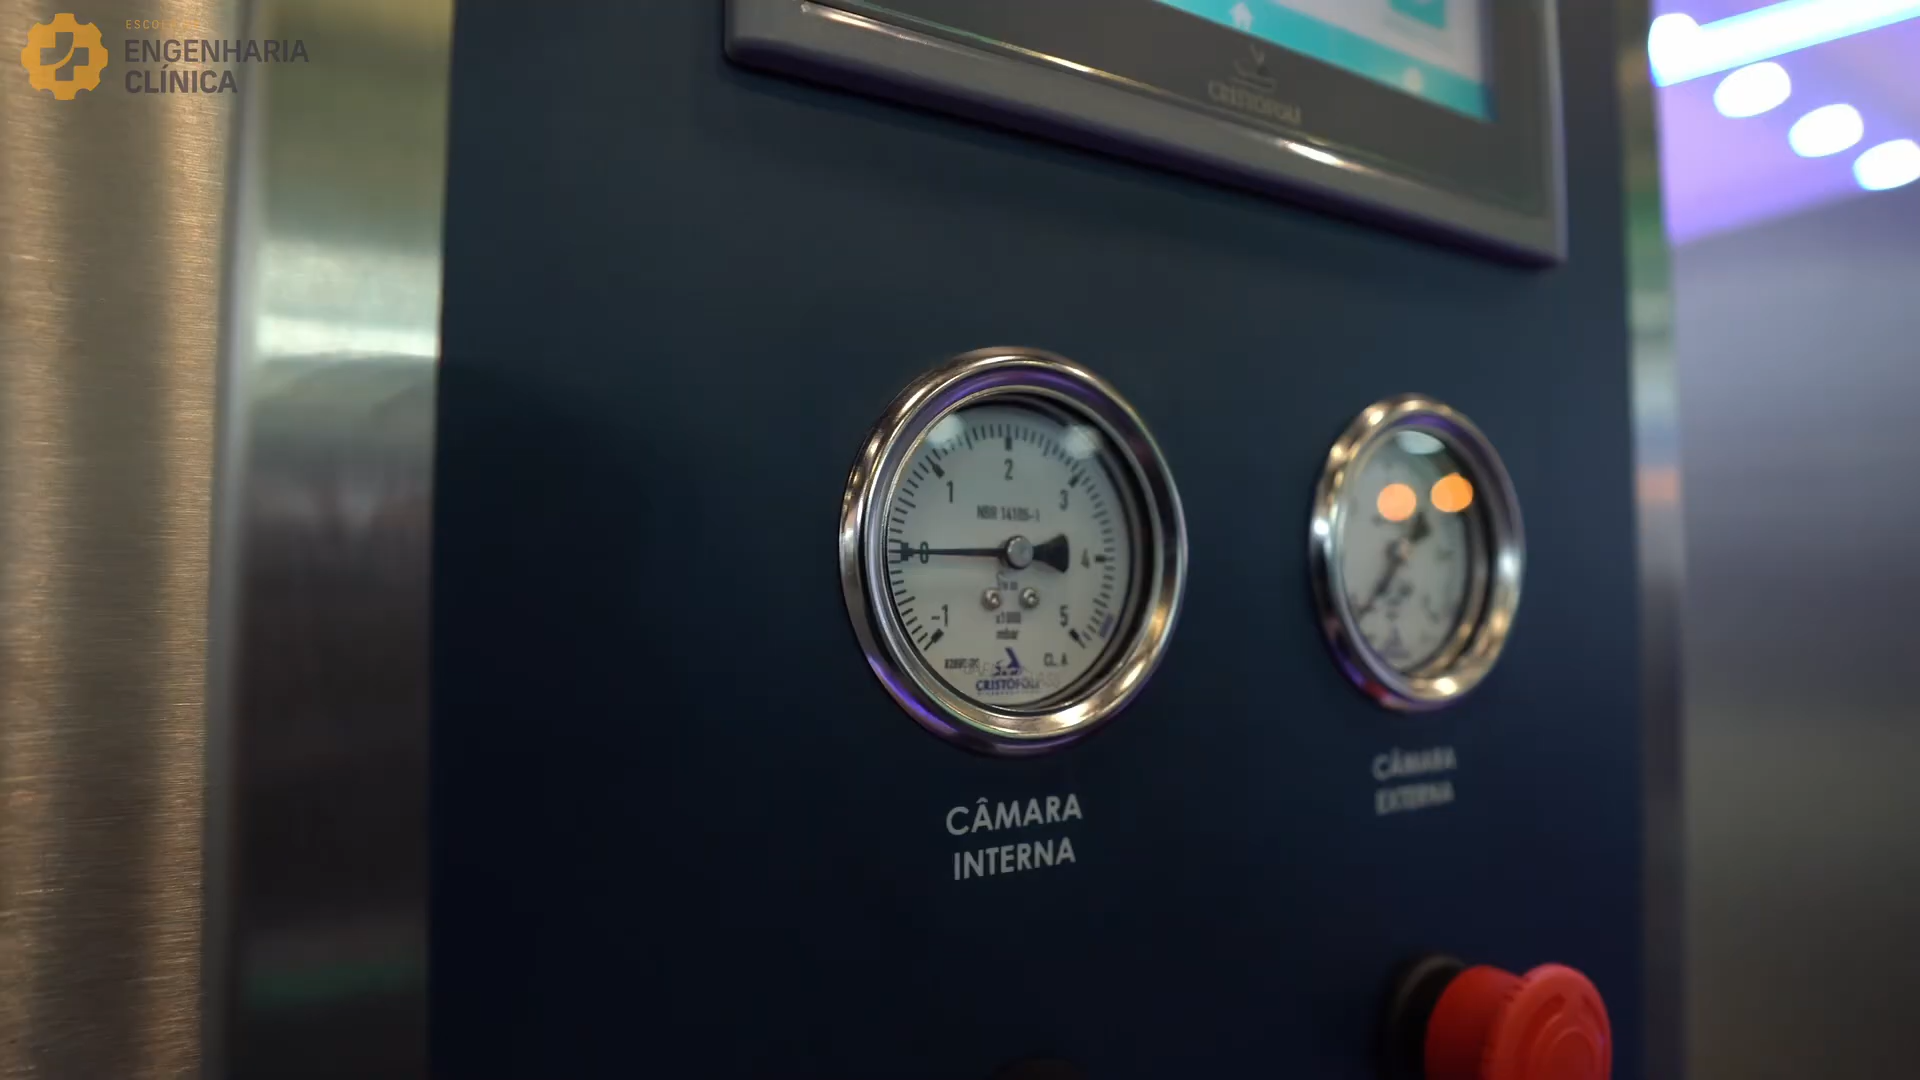 ENGENHARIA
CLÍNICA
CRISTÓFOLI
2
1
3
NBR 14105-1
0
4
-1
5
x1000
mbar
CL. A
CRISTÓFOLI
CÂMARA
INTERNA
CÂMARA
EXTERNA